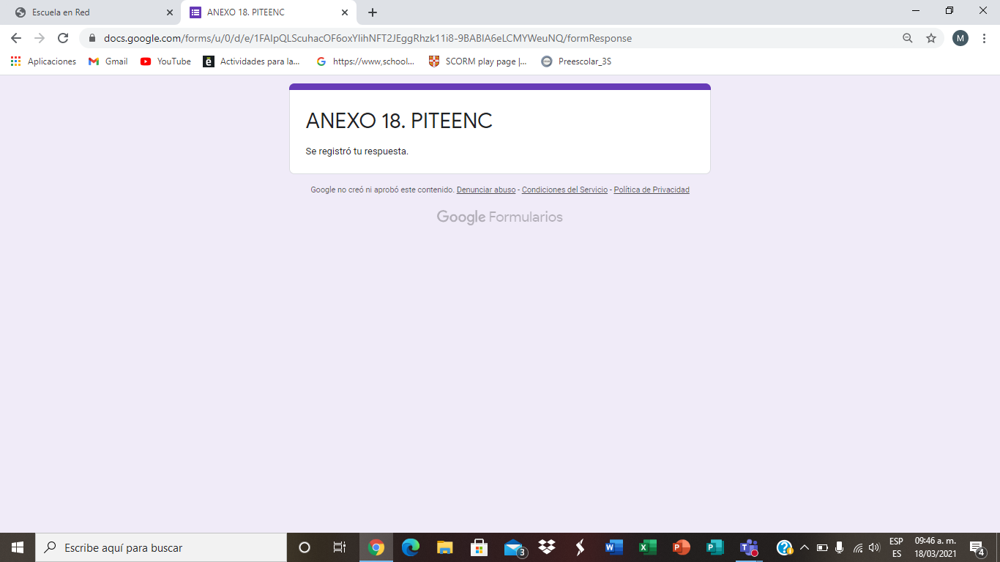 Escuela en Red
ANEXO 18. PITEENC
docs.google.com/forms/u/0/d/e/1FAIpQLScuhacOF6oxYlihNFT2JEggRhzk11i8-9BABlA6eLCMYWeuNQ/formResponse
M
Aplicaciones
Gmail
YouTube
Actividades para la...
https://www,school...
SCORM play page |...
Preescolar_3S
ANEXO 18. PITEENC
Se registró tu respuesta.
Google no creó ni aprobó este contenido. Denunciar abuso - Condiciones del Servicio - Política de Privacidad
Google Formularios
Escribe aquí para buscar
3
ESP
ES
09:46 a. m.
18/03/2021
4